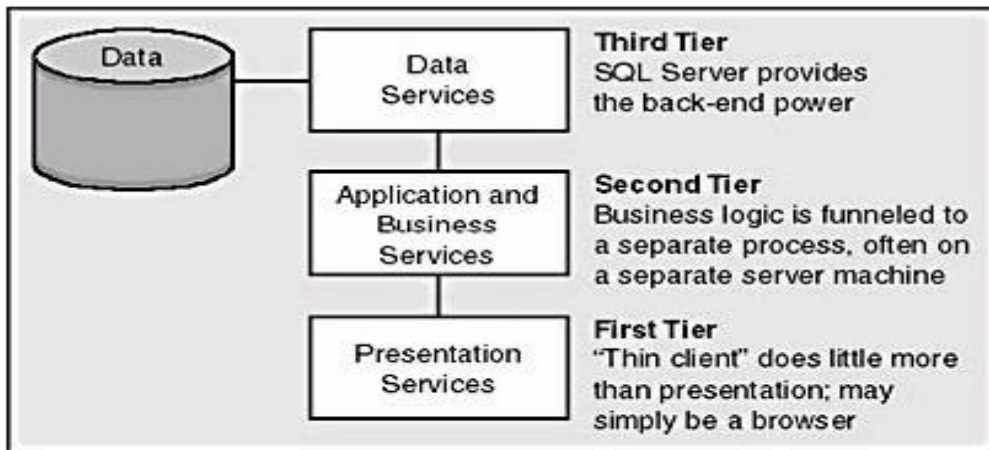 Data
Data
Services
Third Tier
SQL Server provides
the back-end power
Application and
Business
Services
Second Tier
Business logic is funneled to
a separate process, often on
a separate server machine
Presentation
Services
First Tier
“Thin client” does little more
than presentation; may
simply be a browser